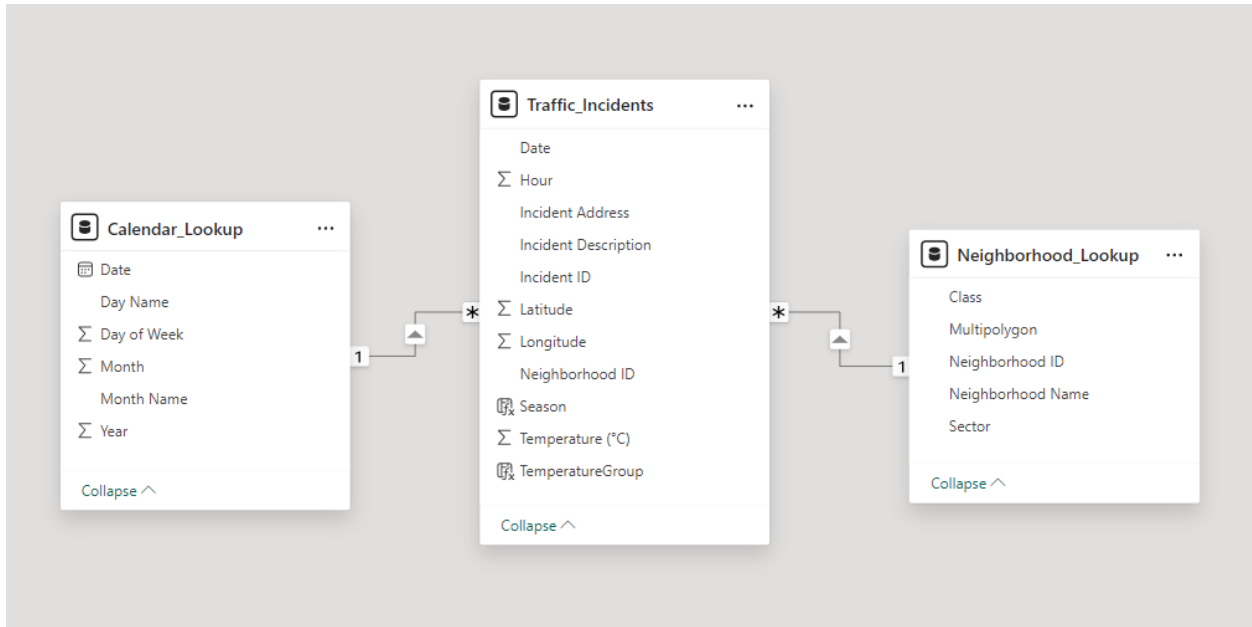 Calendar_Lookup ...
Date
Day Name
Σ Day of Week
Σ Month
Month Name
Σ Year
Collapse
1
*
Traffic_Incidents ...
Date
Σ Hour
Incident Address
Incident Description
Incident ID
Σ Latitude
Σ Longitude
Neighborhood ID
Season
Σ Temperature (°C)
TemperatureGroup
Collapse
*
1
Neighborhood_Lookup ...
Class
Multipolygon
Neighborhood ID
Neighborhood Name
Sector
Collapse